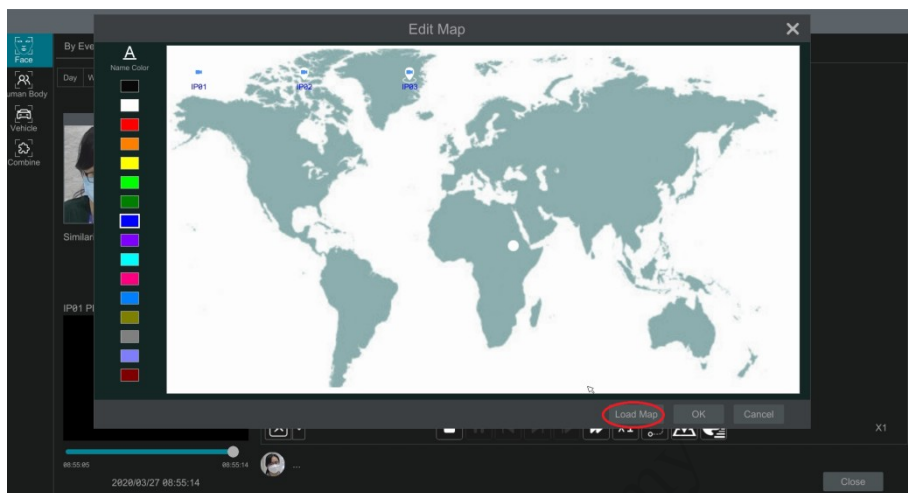 Edit Map
Face
By Eve
A
Name Color
Day W
uman Body
IP01
IP02
IP03
Vehicle
Combine
Similar
IP01 Pl
Load Map
OK
Cancel
X1
X1
08:55:05
08:55:14
...
2020/03/27 08:55:14
Close